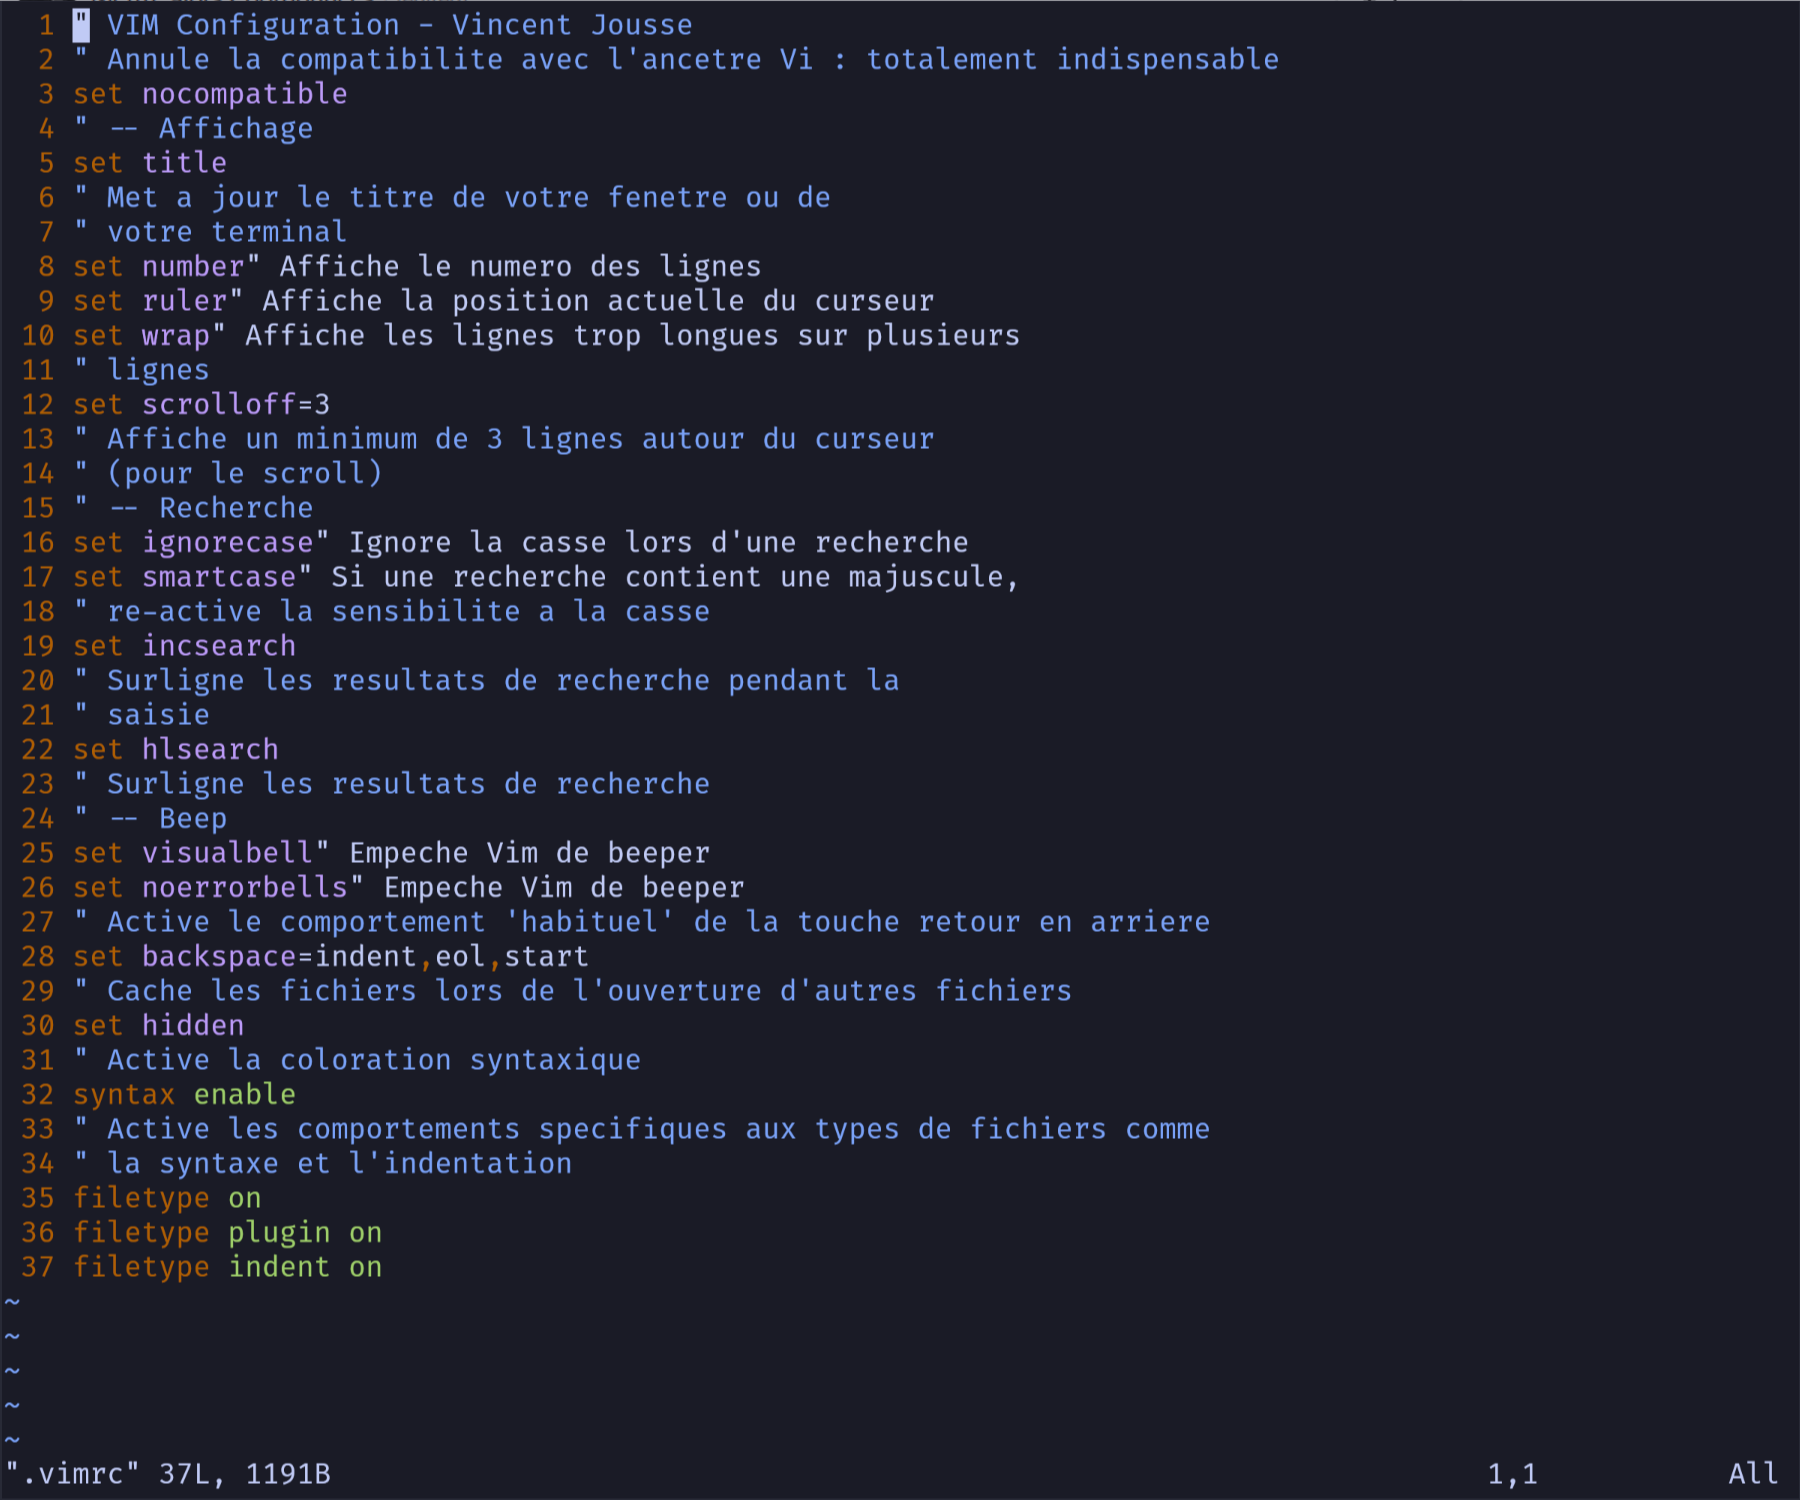 1 " VIM Configuration - Vincent Jousse
2 " Annule la compatibilite avec l'ancetre Vi : totalement indispensable
3 set nocompatible
4 " -- Affichage
5 set title
6 " Met a jour le titre de votre fenetre ou de
7 " votre terminal
8 set number" Affiche le numero des lignes
9 set ruler" Affiche la position actuelle du curseur
10 set wrap" Affiche les lignes trop longues sur plusieurs
11 " lignes
12 set scrolloff=3
13 " Affiche un minimum de 3 lignes autour du curseur
14 " (pour le scroll)
15 " -- Recherche
16 set ignorecase" Ignore la casse lors d'une recherche
17 set smartcase" Si une recherche contient une majuscule,
18 " re-active la sensibilite a la casse
19 set incsearch
20 " Surligne les resultats de recherche pendant la
21 " saisie
22 set hlsearch
23 " Surligne les resultats de recherche
24 " -- Beep
25 set visualbell" Empeche Vim de beeper
26 set noerrorbells" Empeche Vim de beeper
27 " Active le comportement 'habituel' de la touche retour en arriere
28 set backspace=indent,eol,start
29 " Cache les fichiers lors de l'ouverture d'autres fichiers
30 set hidden
31 " Active la coloration syntaxique
32 syntax enable
33 " Active les comportements specifiques aux types de fichiers comme
34 " la syntaxe et l'indentation
35 filetype on
36 filetype plugin on
37 filetype indent on
~
~
~
~
~
".vimrc" 37L, 1191B 1,1 All